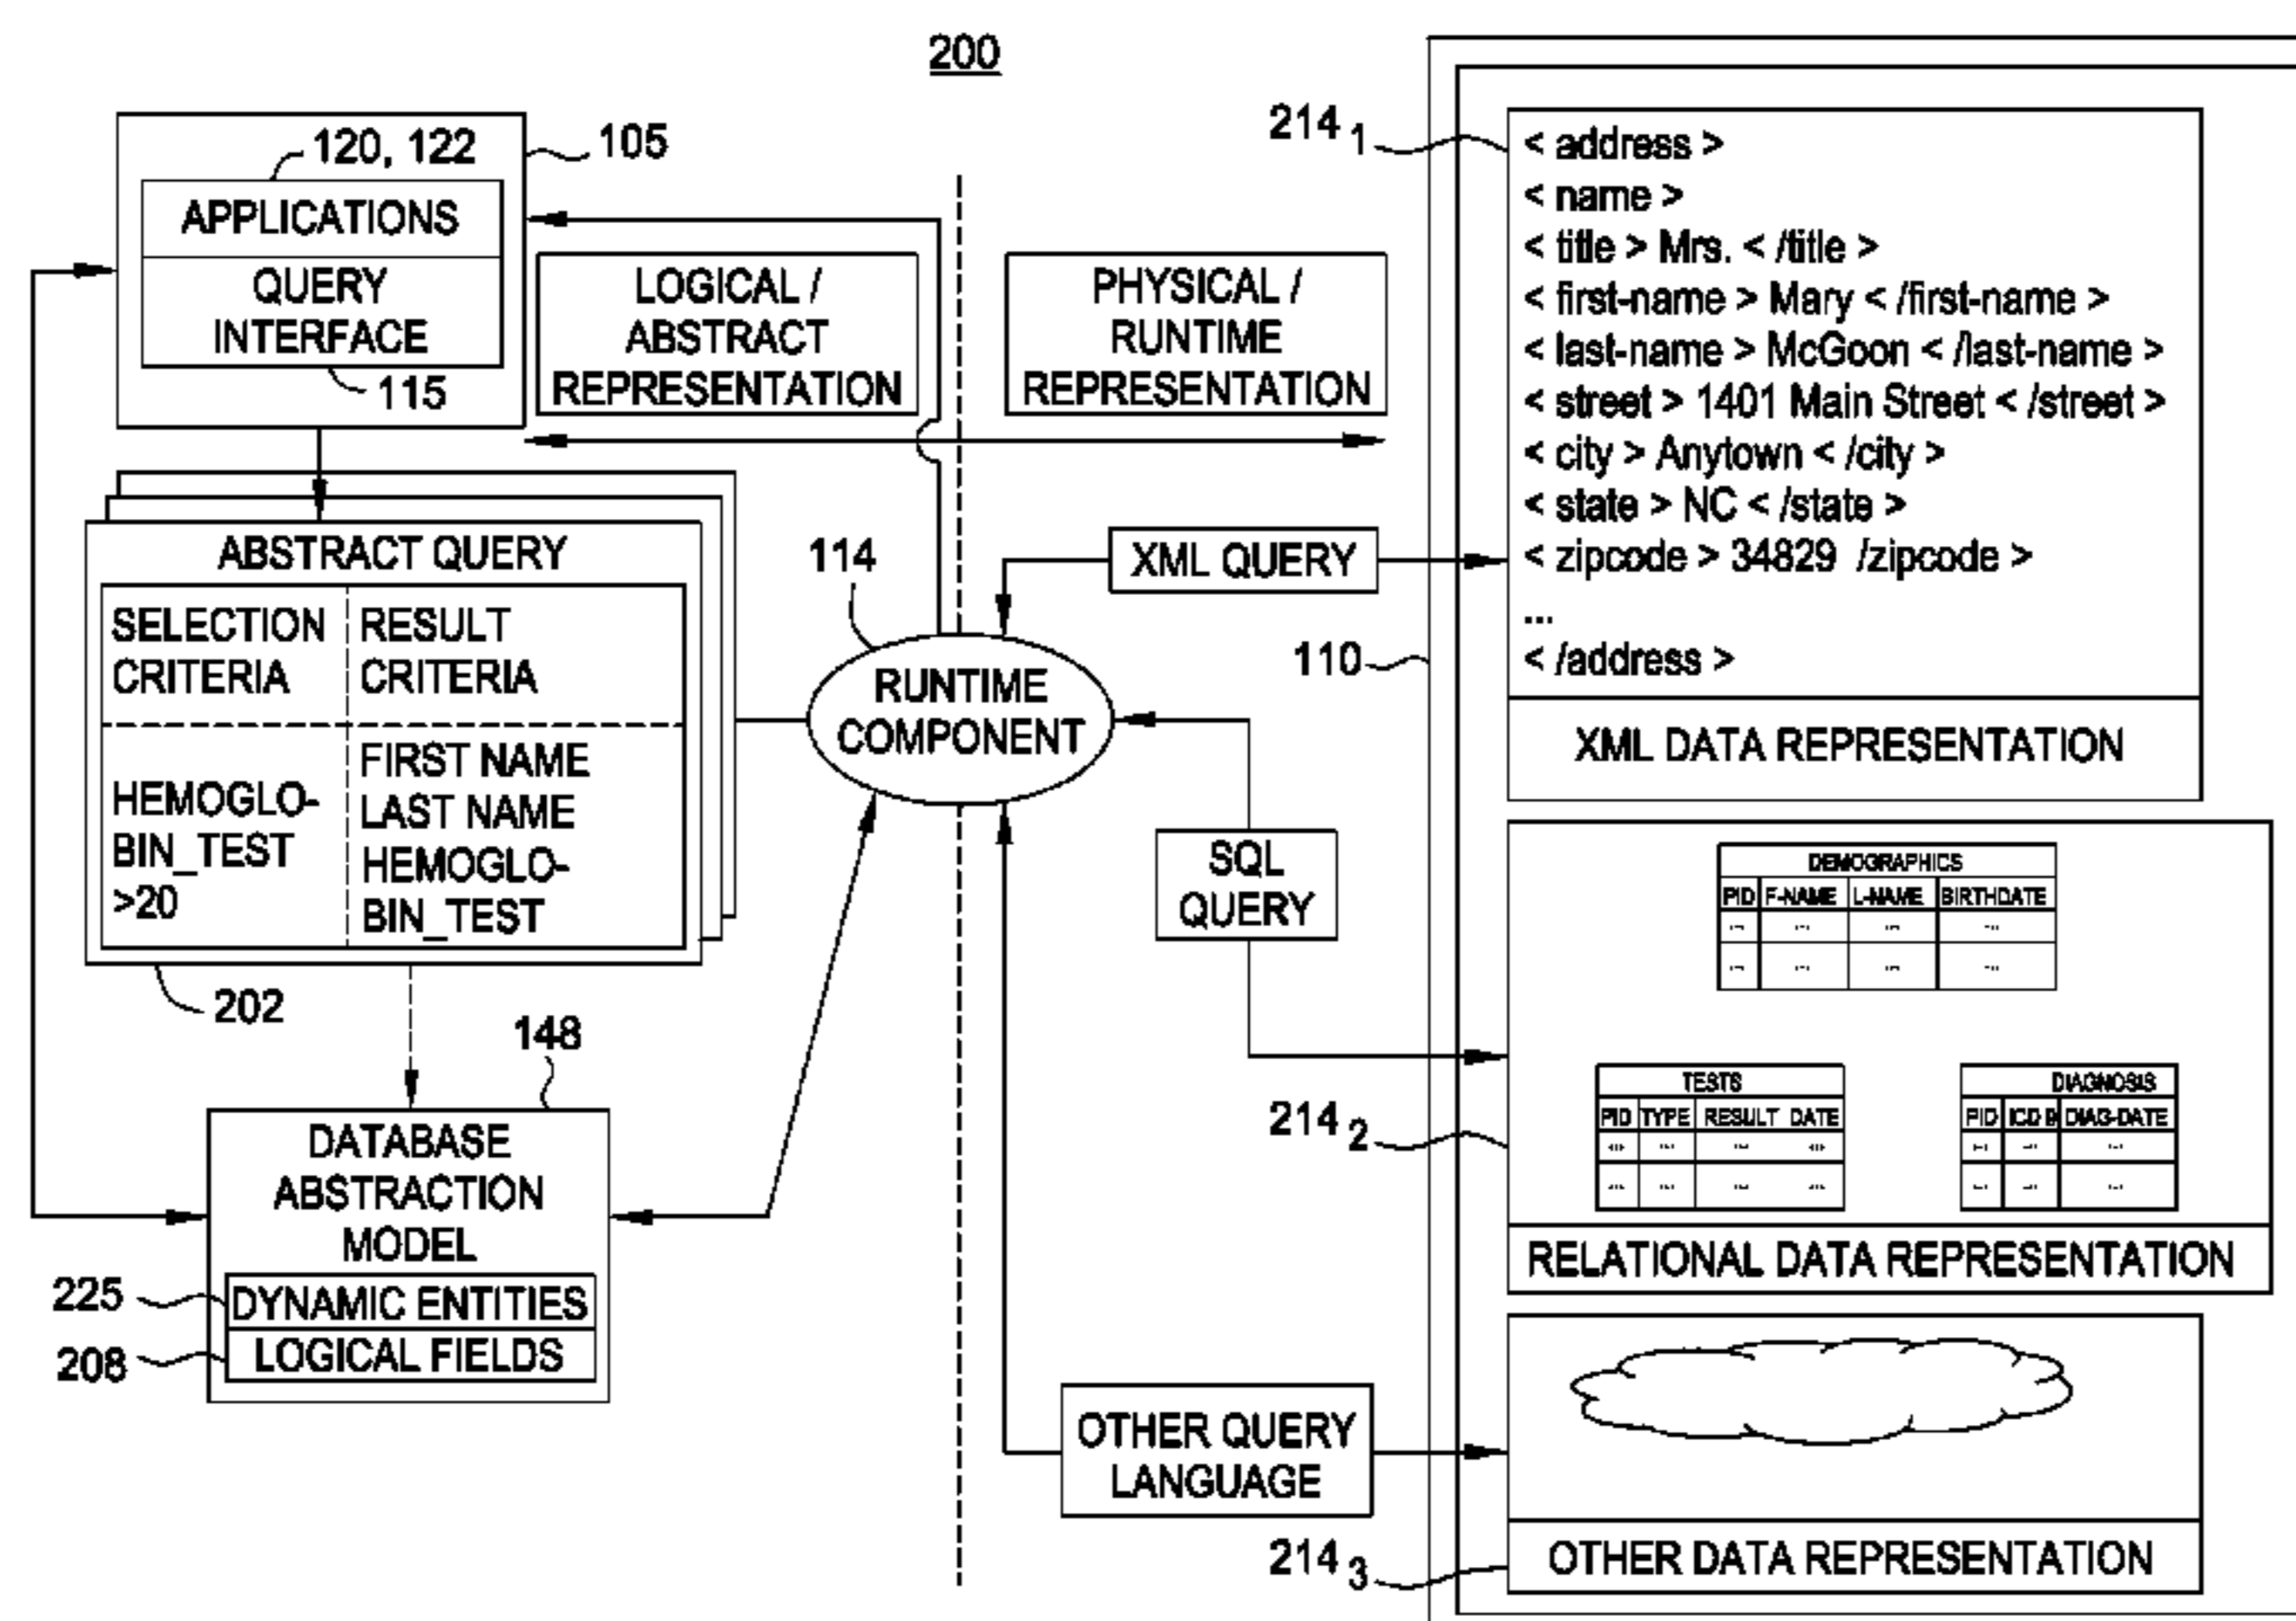 200
105
120, 122
APPLICATIONS
QUERY
INTERFACE
115
LOGICAL /
ABSTRACT
REPRESENTATION
PHYSICAL /
RUNTIME
REPRESENTATION
ABSTRACT QUERY
SELECTION
CRITERIA
RESULT
CRITERIA
HEMOGLO-
BIN_TEST
>20
FIRST NAME
LAST NAME
HEMOGLO-
BIN_TEST
202
148
DATABASE
ABSTRACTION
MODEL
225
DYNAMIC ENTITIES
208
LOGICAL FIELDS
114
RUNTIME
COMPONENT
XML QUERY
SQL
QUERY
OTHER QUERY
LANGUAGE
110
214 1
< address >
< name >
< title > Mrs. < /title >
< first-name > Mary < /first-name >
< last-name > McGoon < /last-name >
< street > 1401 Main Street < /street >
< city > Anytown < /city >
< state > NC < /state >
< zipcode > 34829 /zipcode >
...
< /address >
XML DATA REPRESENTATION
214 2
DEMOGRAPHICS
PID F-NAME L-NAME BIRTHDATE
... ... ... ...
... ... ... ...
TESTS
PID TYPE RESULT DATE
... ... ... ...
... ... ... ...
DIAGNOSIS
PID ICD 9 DIAG-DATE
... ... ...
... ... ...
RELATIONAL DATA REPRESENTATION
214 3
OTHER DATA REPRESENTATION